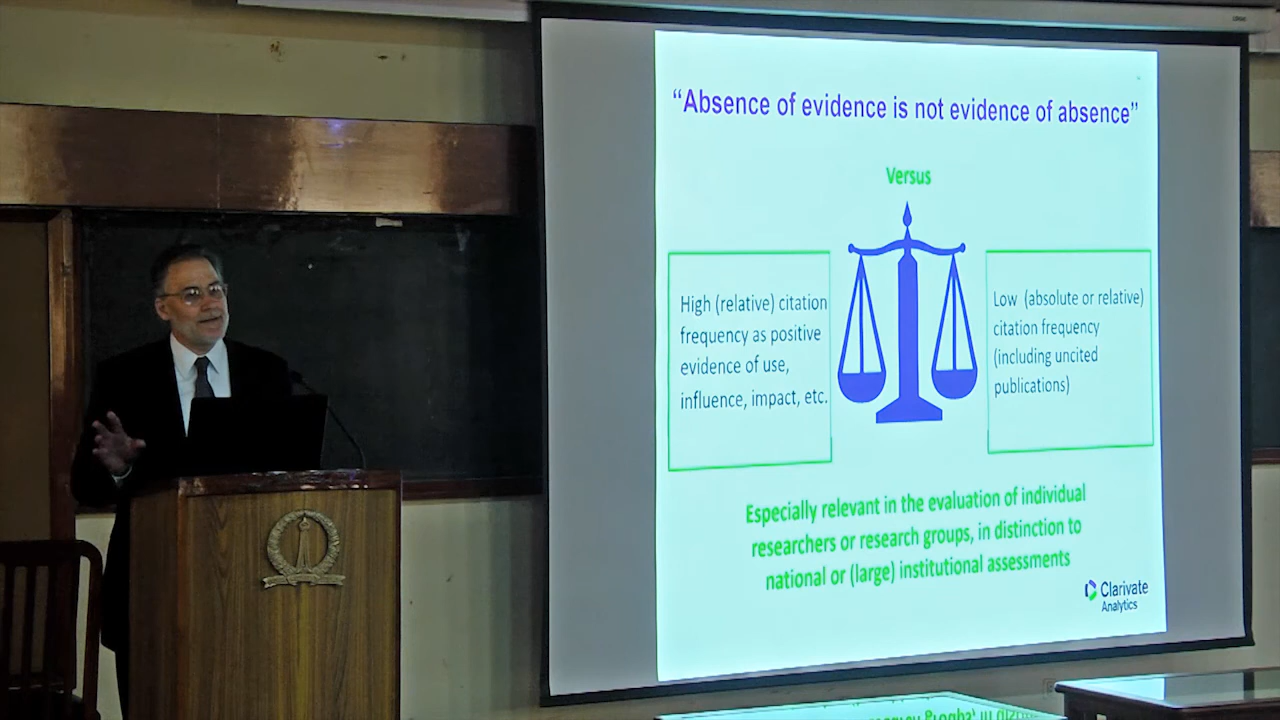 “Absence of evidence is not evidence of absence”
Versus
High (relative) citation
frequency as positive
evidence of use,
influence, impact, etc.
Low (absolute or relative)
citation frequency
(including uncited
publications)
Especially relevant in the evaluation of individual
researchers or research groups, in distinction to
national or (large) institutional assessments
Clarivate
Analytics